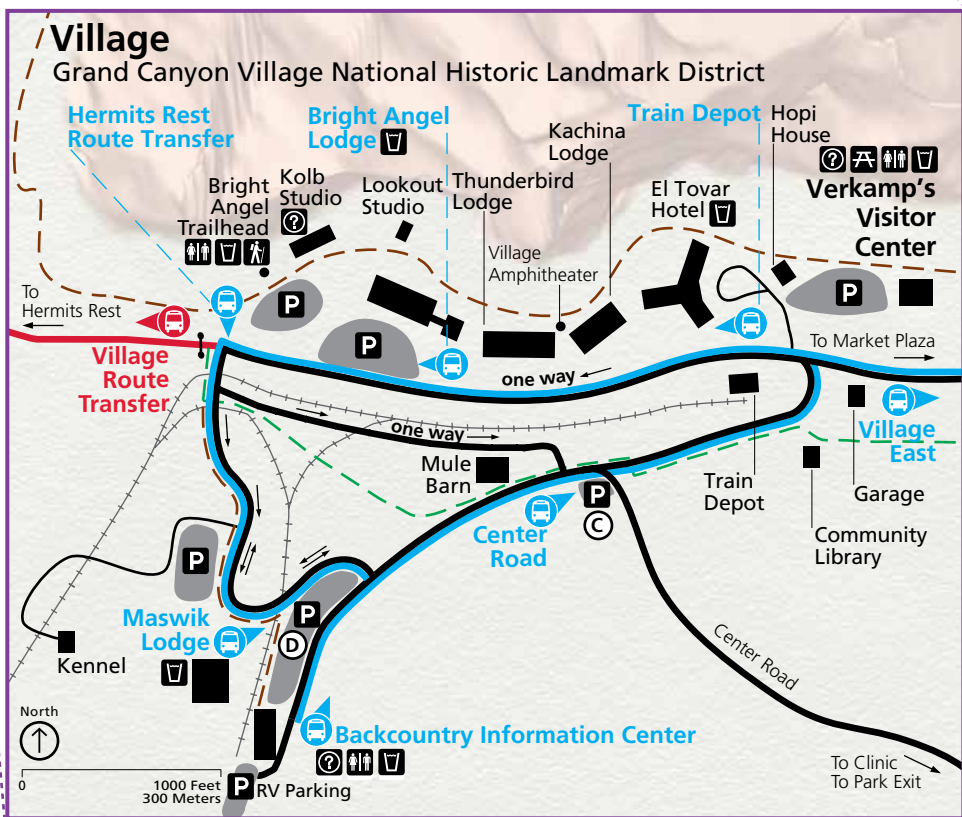 Village
Grand Canyon Village National Historic Landmark District
Hermits Rest
Route Transfer
Bright Angel
Lodge
Train Depot
Hopi
House
Kachina
Lodge
Bright
Angel
Trailhead
Kolb
Studio
?
Lookout
Studio
Thunderbird
Lodge
El Tovar
Hotel
?
Verkamp's
Visitor
Center
Village
Amphitheater
To
Hermits Rest
P
P
P
To Market Plaza
Village
Route
Transfer
one way
one way
Mule
Barn
Train
Depot
Garage
Village
East
Community
Library
Center
Road
P
C
P
Maswik
Lodge
P
D
Kennel
Center Road
North
Backcountry Information Center
?
0
1000 Feet
300 Meters
P
RV Parking
To Clinic
To Park Exit